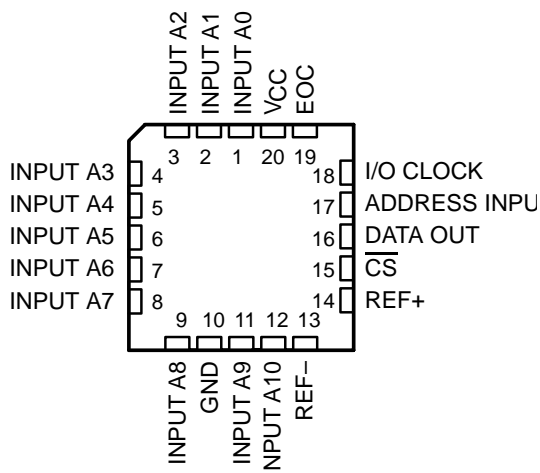 INPUT A2
INPUT A1
INPUT A0
VCC
EOC
3 2 1 20 19
INPUT A3 4
INPUT A4 5
INPUT A5 6
INPUT A6 7
INPUT A7 8
18 I/O CLOCK
17 ADDRESS INPU
16 DATA OUT
15 CS
14 REF+
9 10 11 12 13
INPUT A8
GND
INPUT A9
NPUT A10
REF–